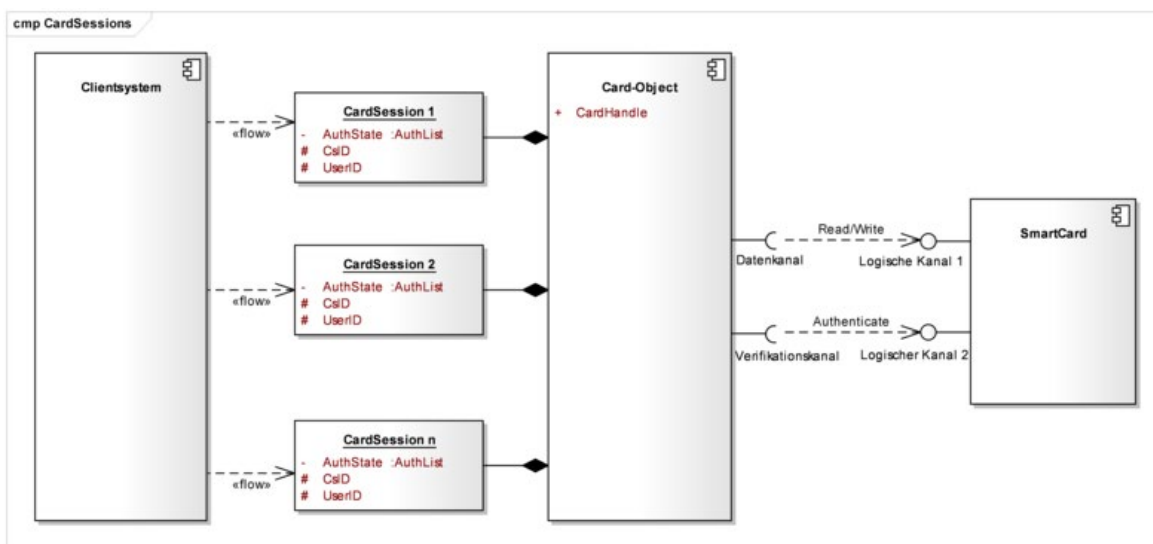 cmp CardSessions
Clientsystem
«flow»
CardSession 1
- AuthState :AuthList
# CsID
# UserID
«flow»
CardSession 2
- AuthState :AuthList
# CsID
# UserID
«flow»
CardSession n
- AuthState :AuthList
# CsID
# UserID
Card-Object
+ CardHandle
Read/Write
Datenkanal
Logische Kanal 1
Authenticate
Verifikationskanal
Logischer Kanal 2
SmartCard